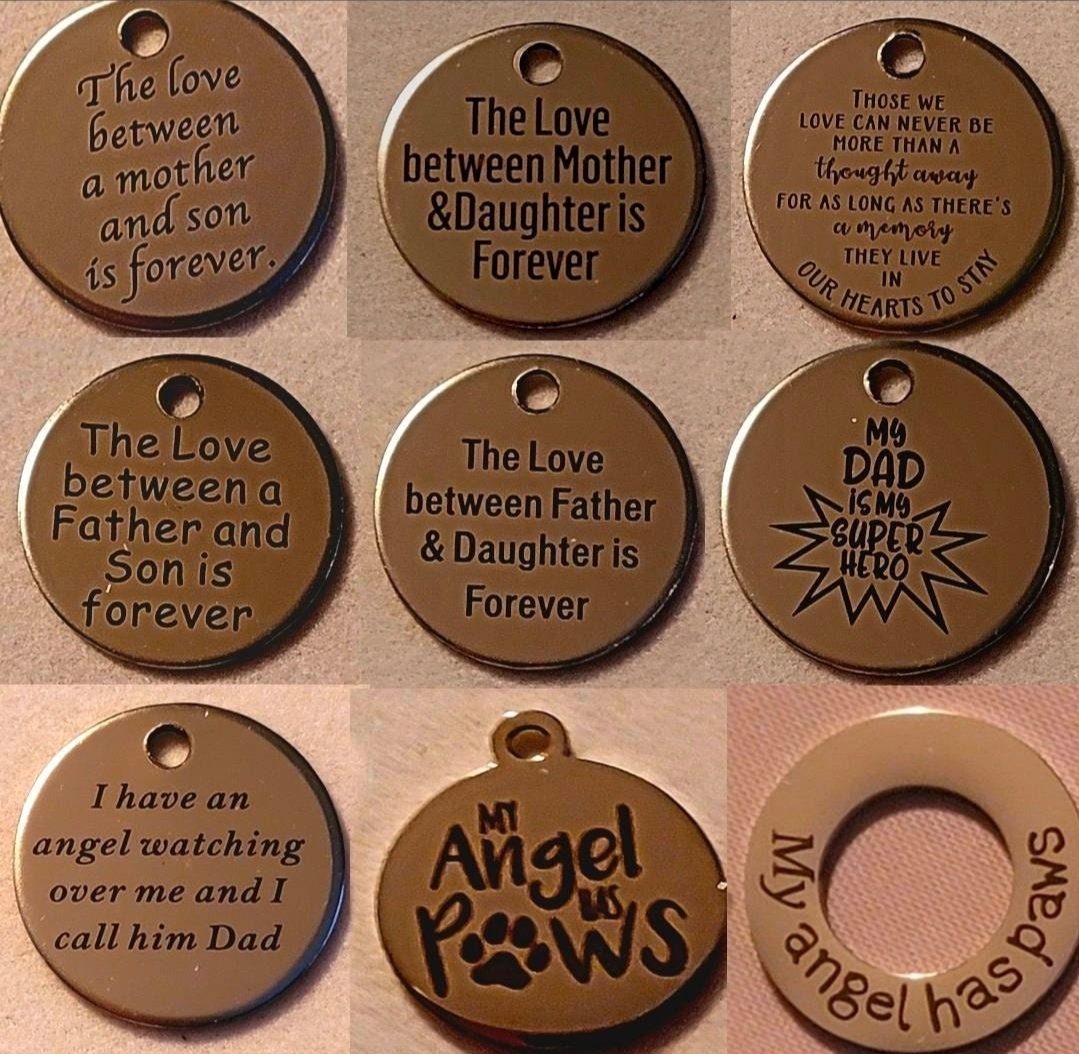 The love
between
a mother
and son
is forever.
The Love
between Mother
&Daughter is
Forever
THOSE WE
LOVE CAN NEVER BE
MORE THAN A
thought away
FOR AS LONG AS THERE'S
a memory
THEY LIVE
IN
OUR HEARTS TO STAY
The Love
between a
Father and
Son is
forever
The Love
between Father
& Daughter is
Forever
MY
DAD
IS MY
SUPER
HERO
I have an
angel watching
over me and I
call him Dad
MY
Angel
HAS
PAWS
My angel has paws